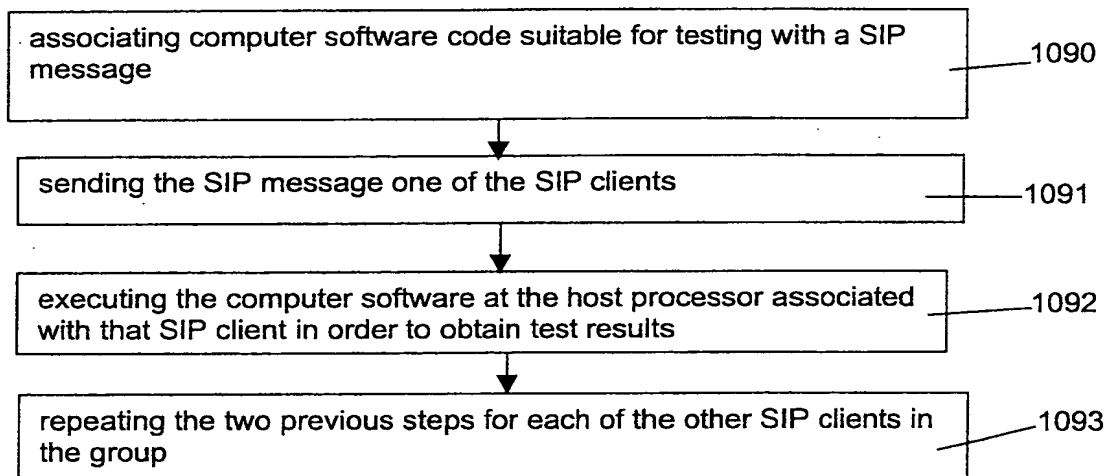 associating computer software code suitable for testing with a SIP
message
1090
sending the SIP message one of the SIP clients
1091
executing the computer software at the host processor associated
with that SIP client in order to obtain test results
1092
repeating the two previous steps for each of the other SIP clients in
the group
1093